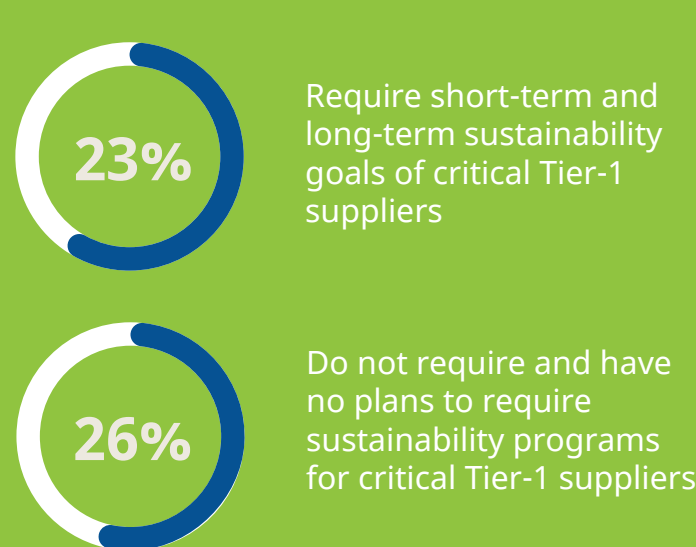 23%
Require short-term and
long-term sustainability
goals of critical Tier-1
suppliers
26%
Do not require and have
no plans to require
sustainability programs
for critical Tier-1 suppliers